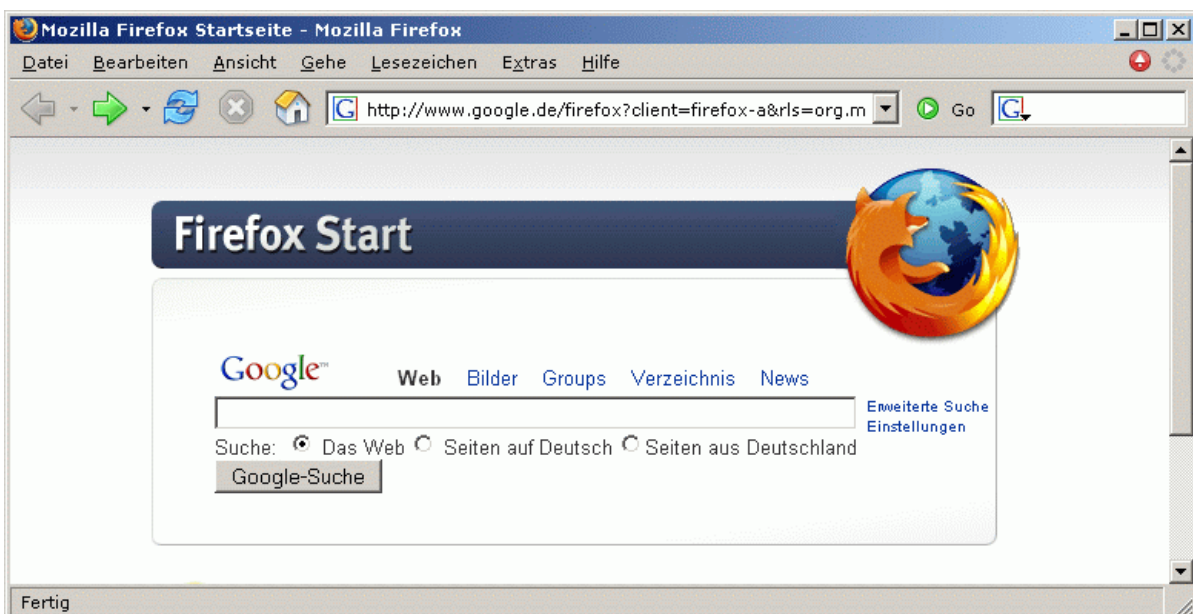 Mozilla Firefox Startseite - Mozilla Firefox
Datei Bearbeiten Ansicht Gehe Lesezeichen Extras Hilfe
G http://www.google.de/firefox?client=firefox-a&rls=org.m Go G
Firefox Start
Google™ Web Bilder Groups Verzeichnis News
Erweiterte Suche
Einstellungen
Suche: Das Web Seiten auf Deutsch Seiten aus Deutschland
Google-Suche
Fertig